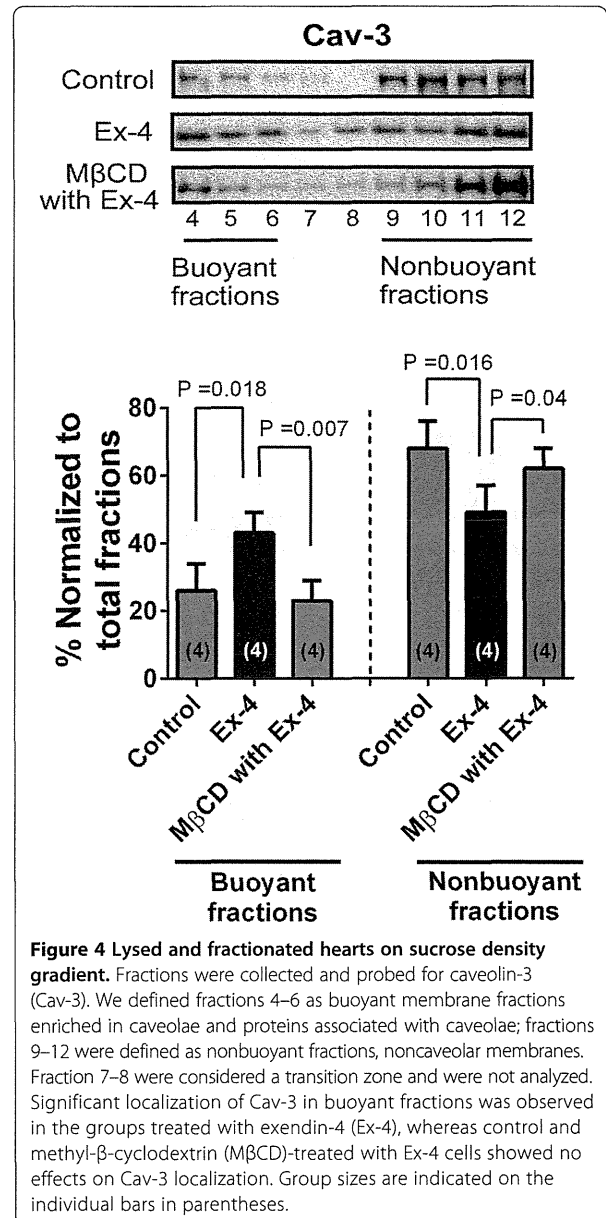 Cav-3
Control
Ex-4
MβCD
with Ex-4
4 5 6 7 8 9 10 11 12
Buoyant
fractions
Nonbuoyant
fractions
% Normalized to
total fractions
80
60
40
20
0
P =0.018
P =0.007
P =0.016
P =0.04
(4) (4) (4) (4) (4) (4)
Control
Ex-4
MβCD with Ex-4
Control
Ex-4
MβCD with Ex-4
Buoyant
fractions
Nonbuoyant
fractions
Figure 4 Lysed and fractionated hearts on sucrose density
gradient. Fractions were collected and probed for caveolin-3
(Cav-3). We defined fractions 4–6 as buoyant membrane fractions
enriched in caveolae and proteins associated with caveolae; fractions
9–12 were defined as nonbuoyant fractions, noncaveolar membranes.
Fraction 7–8 were considered a transition zone and were not analyzed.
Significant localization of Cav-3 in buoyant fractions was observed
in the groups treated with exendin-4 (Ex-4), whereas control and
methyl-β-cyclodextrin (MβCD)-treated with Ex-4 cells showed no
effects on Cav-3 localization. Group sizes are indicated on the
individual bars in parentheses.